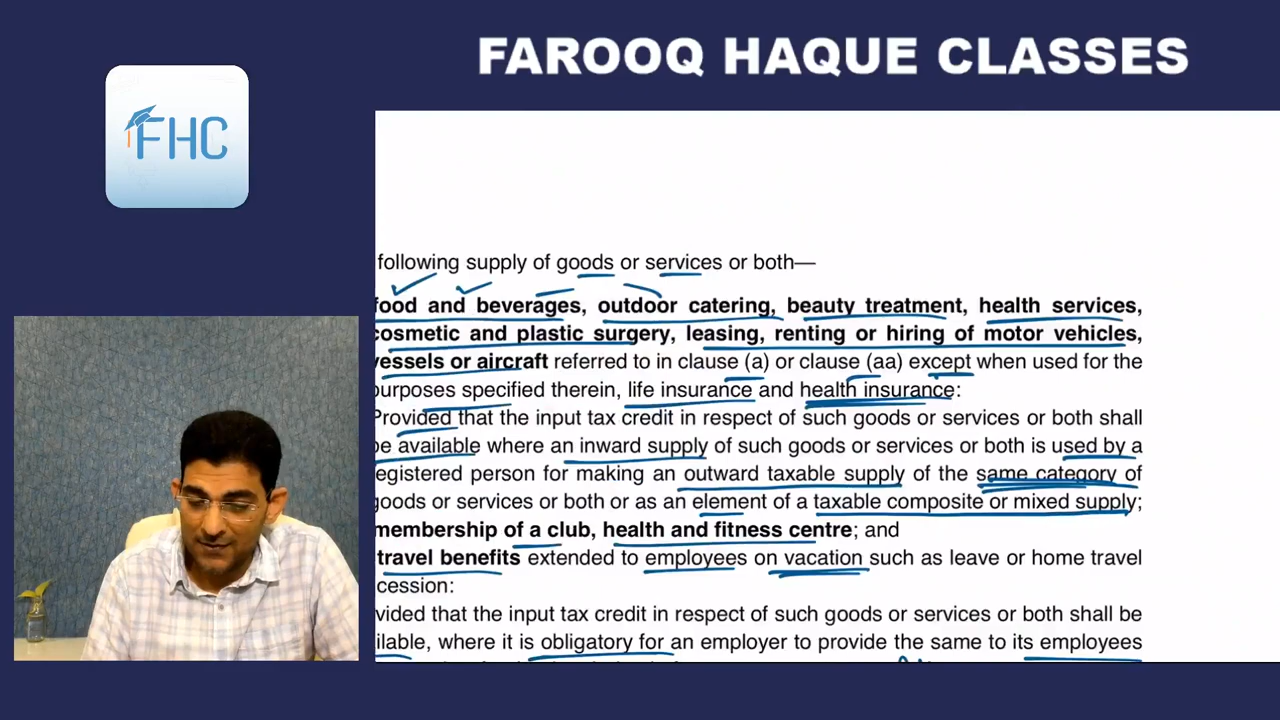 FAROOQ HAQUE CLASSES
FHC
following supply of goods or services or both—
food and beverages, outdoor catering, beauty treatment, health services,
cosmetic and plastic surgery, leasing, renting or hiring of motor vehicles,
vessels or aircraft referred to in clause (a) or clause (aa) except when used for the
purposes specified therein, life insurance and health insurance:
Provided that the input tax credit in respect of such goods or services or both shall
be available where an inward supply of such goods or services or both is used by a
registered person for making an outward taxable supply of the same category of
goods or services or both or as an element of a taxable composite or mixed supply;
membership of a club, health and fitness centre; and
travel benefits extended to employees on vacation such as leave or home travel
cession:
vided that the input tax credit in respect of such goods or services or both shall be
ilable, where it is obligatory for an employer to provide the same to its employees